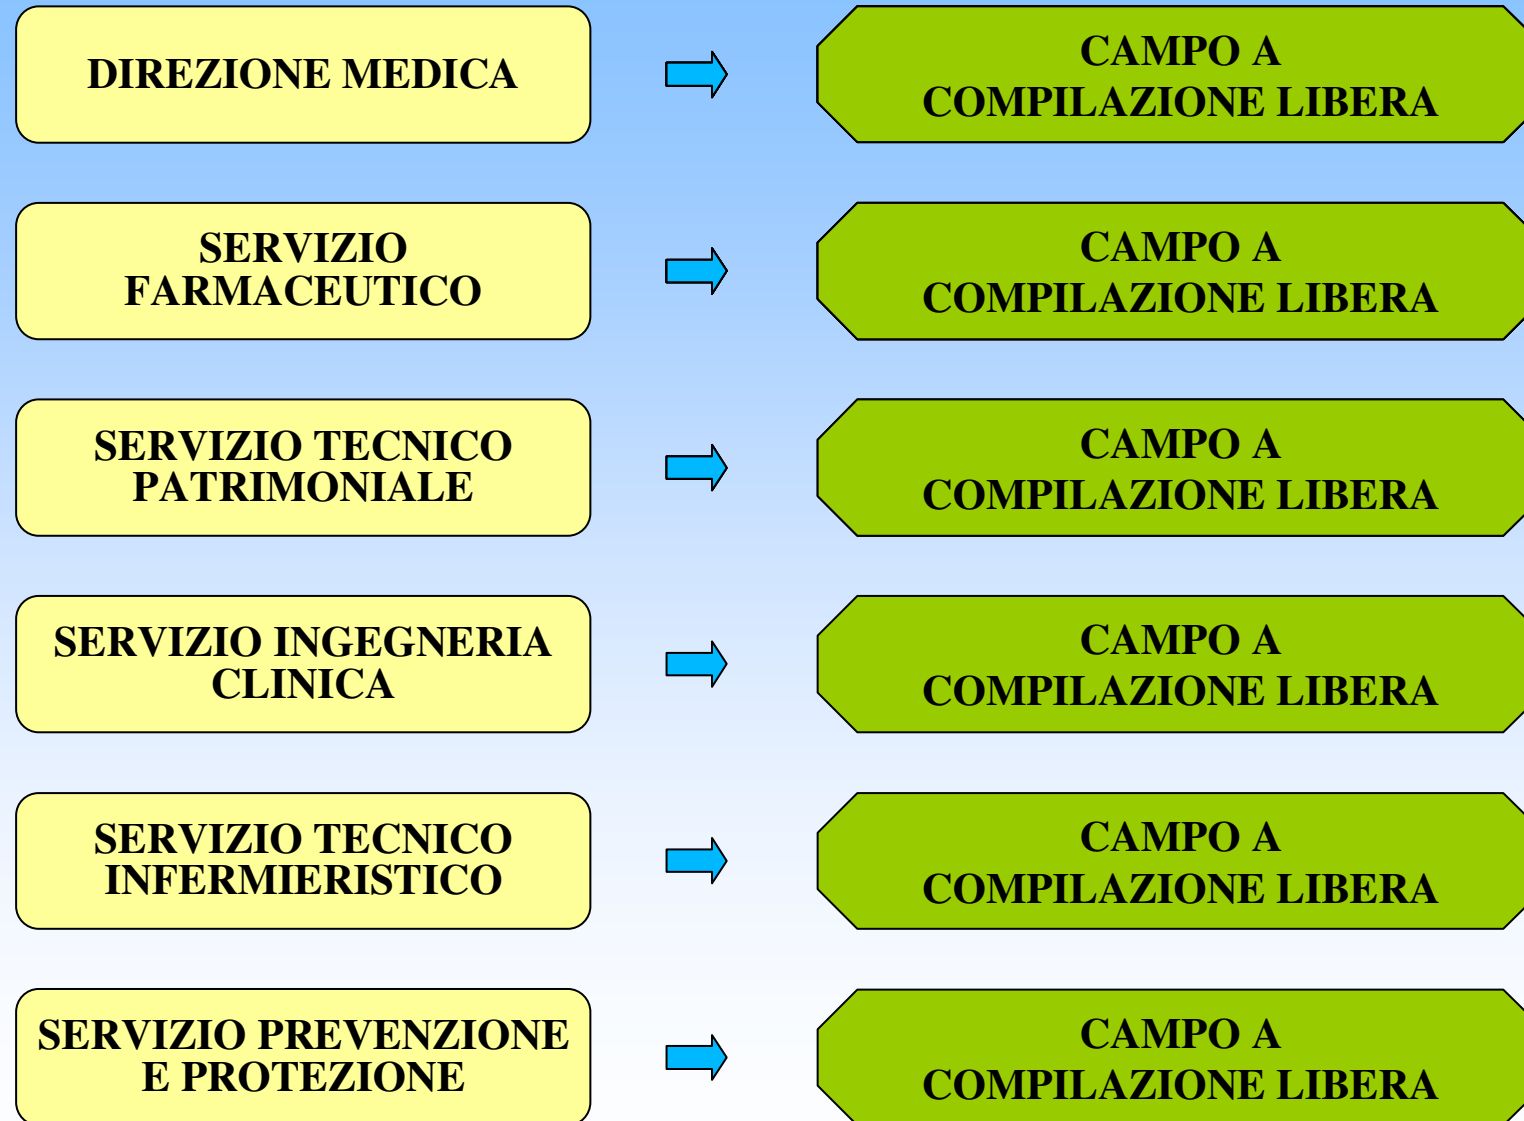 DIREZIONE MEDICA
CAMPO A
COMPILAZIONE LIBERA
SERVIZIO
FARMACEUTICO
CAMPO A
COMPILAZIONE LIBERA
SERVIZIO TECNICO
PATRIMONIALE
CAMPO A
COMPILAZIONE LIBERA
SERVIZIO INGEGNERIA
CLINICA
CAMPO A
COMPILAZIONE LIBERA
SERVIZIO TECNICO
INFERMIERISTICO
CAMPO A
COMPILAZIONE LIBERA
SERVIZIO PREVENZIONE
E PROTEZIONE
CAMPO A
COMPILAZIONE LIBERA